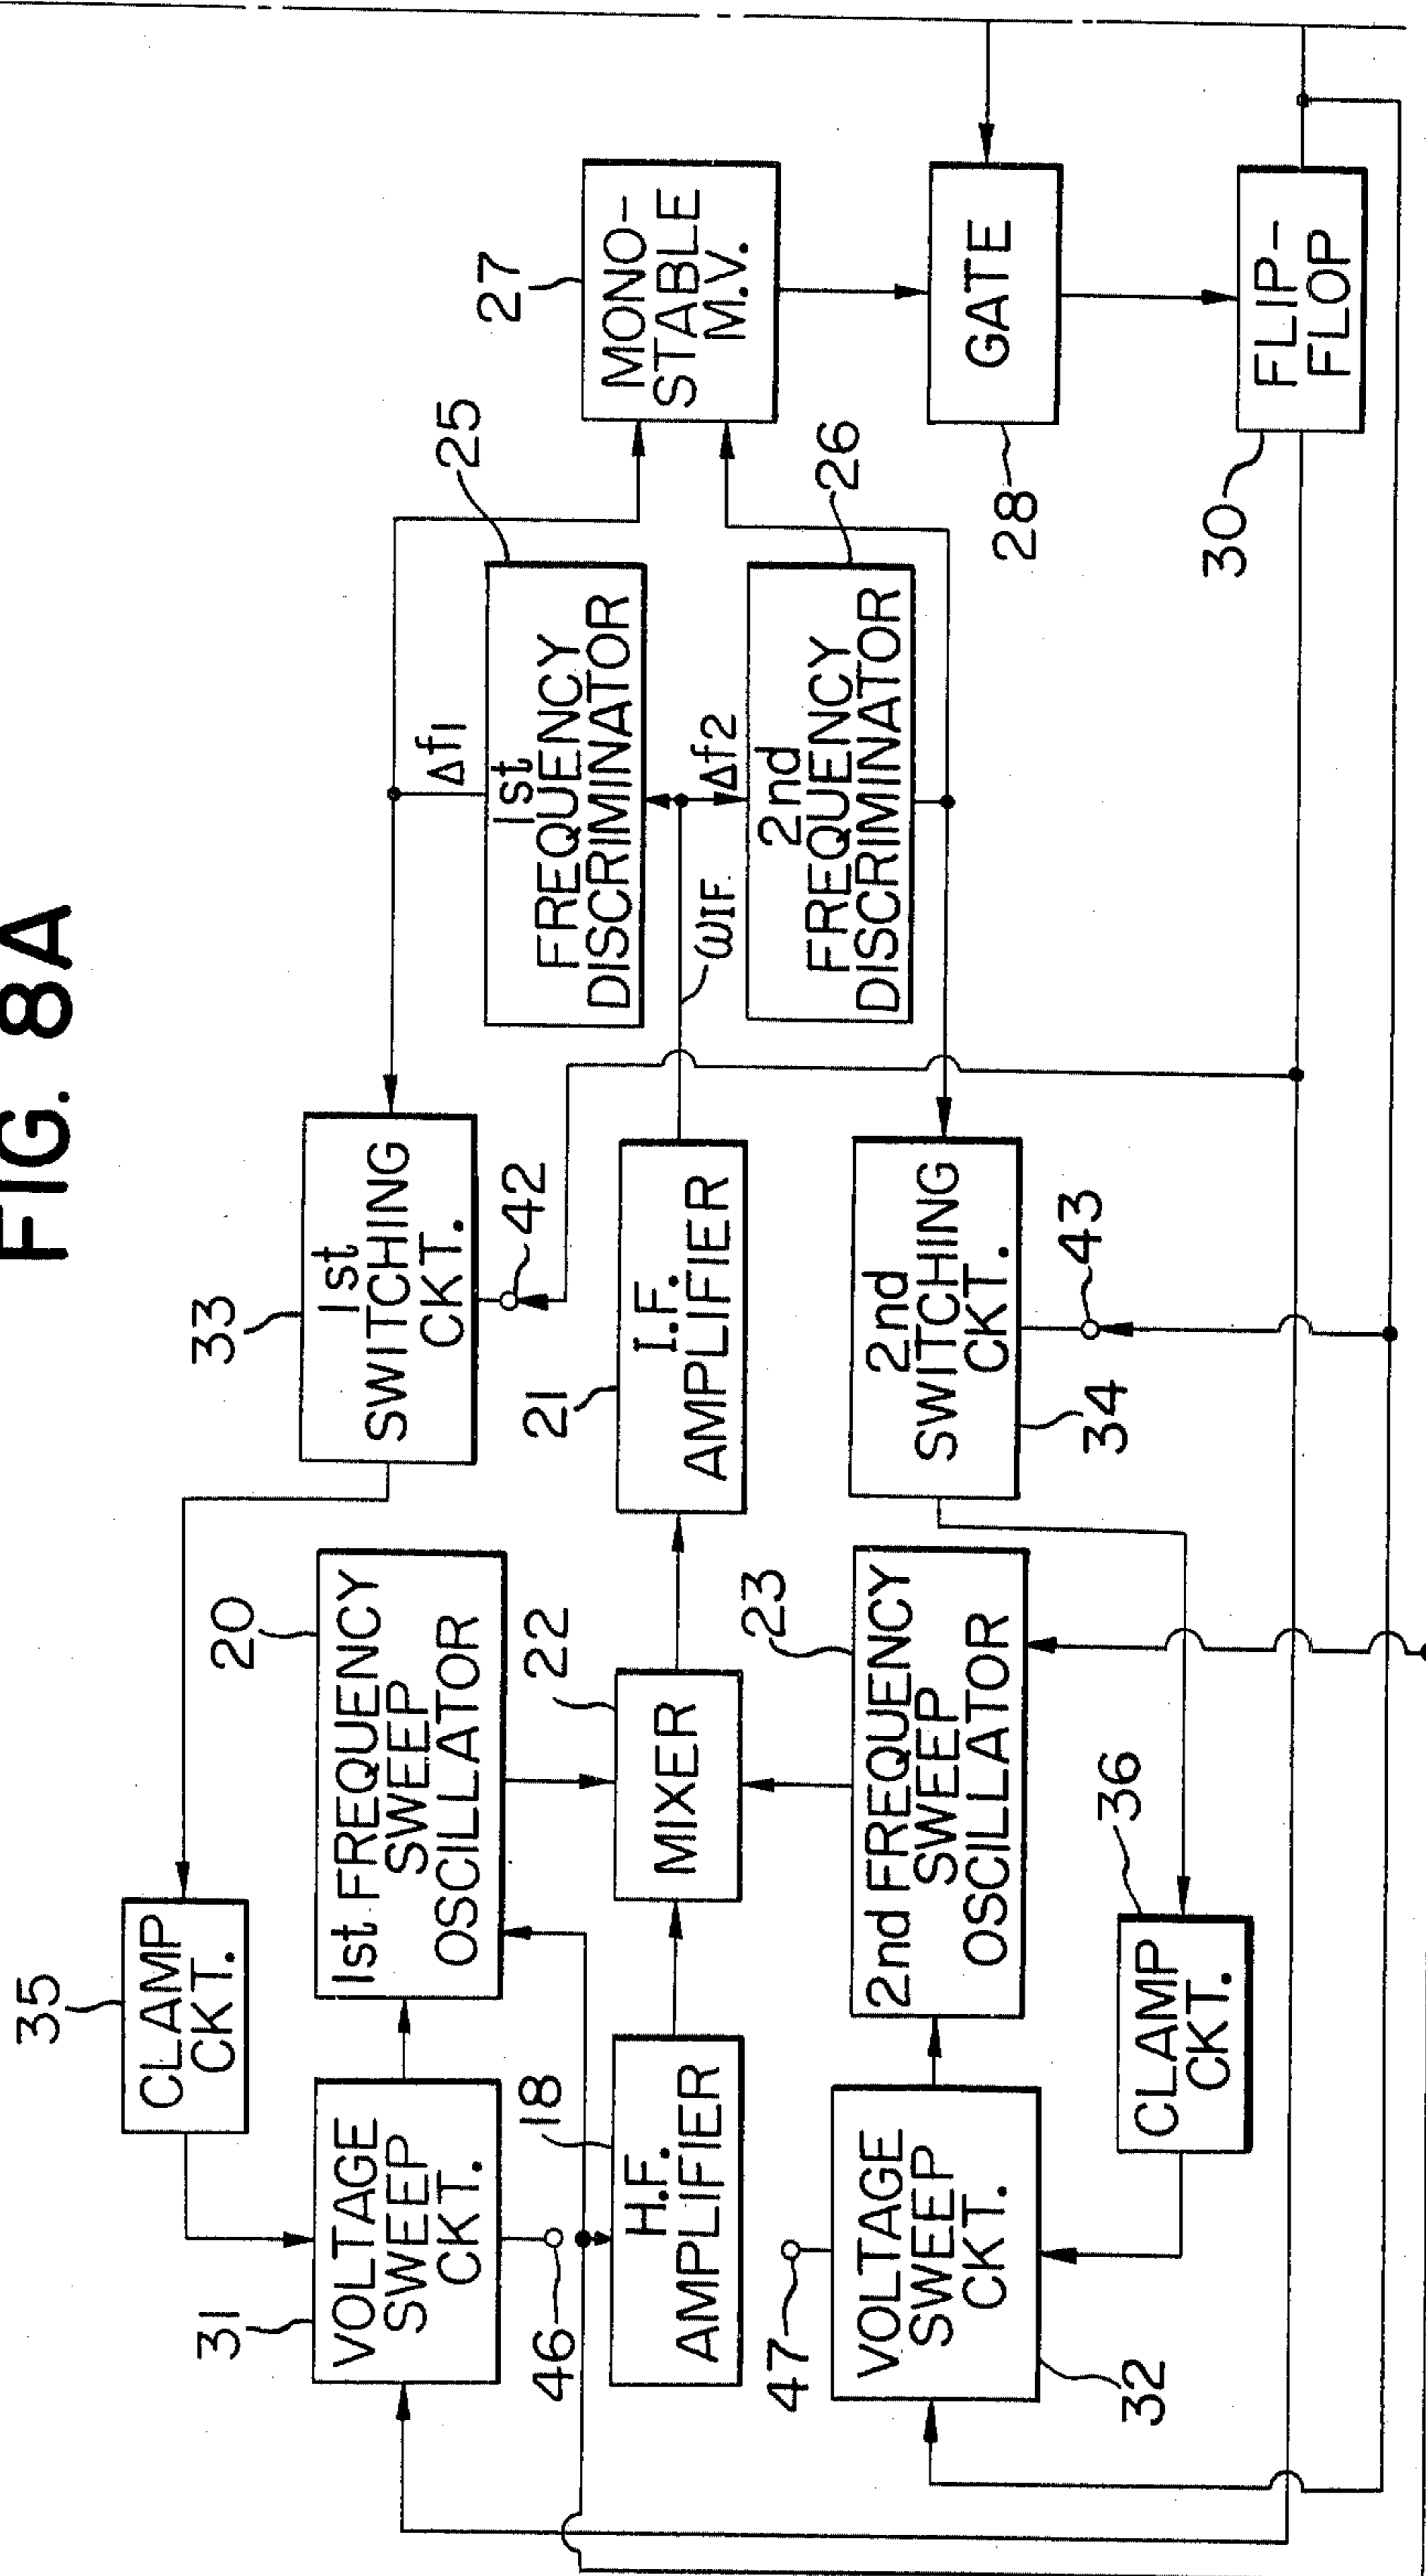 FIG. 8A
35
CLAMP
CKT.
31
VOLTAGE
SWEEP
CKT.
46
20
1st FREQUENCY
SWEEP
OSCILLATOR
33
1st
SWITCHING
CKT.
42
Δf1
25
1st
FREQUENCY
DISCRIMINATOR
27
MONO-
STABLE
M.V.
18
H.F.
AMPLIFIER
22
MIXER
21
I.F.
AMPLIFIER
ωIF
Δf2
26
2nd
FREQUENCY
DISCRIMINATOR
47
VOLTAGE
SWEEP
CKT.
32
23
2nd FREQUENCY
SWEEP
OSCILLATOR
2nd
SWITCHING
CKT.
34
43
GATE
28
36
CLAMP
CKT.
30
FLIP-
FLOP